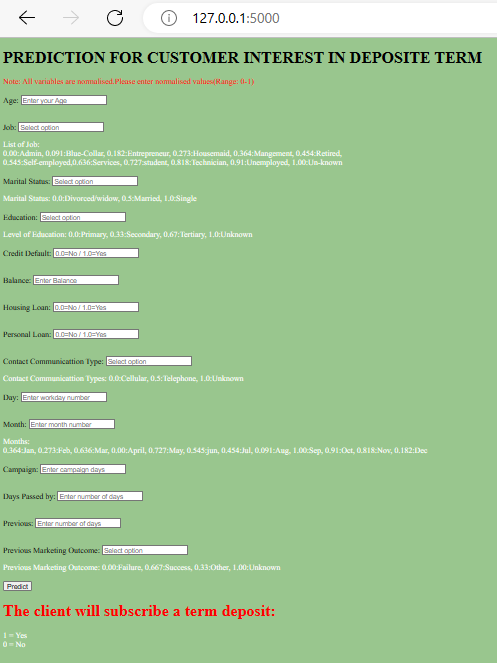 127.0.0.1:5000
PREDICTION FOR CUSTOMER INTEREST IN DEPOSITE TERM
Note: All variables are normalised.Please enter normalised values(Range: 0-1)
Age: Enter your Age
Job: Select option
List of Job:
0.00:Admin, 0.091:Blue-Collar, 0.182:Entrepreneur, 0.273:Housemaid, 0.364:Mangement, 0.454:Retired,
0.545:Self-employed,0.636:Services, 0.727:student, 0.818:Technician, 0.91:Unemployed, 1.00:Un-known
Marital Status: Select option
Marital Status: 0.0:Divorced/widow, 0.5:Married, 1.0:Single
Education: Select option
Level of Education: 0.0:Primary, 0.33:Secondary, 0.67:Tertiary, 1.0:Unknown
Credit Default: 0.0=No / 1.0=Yes
Balance: Enter Balance
Housing Loan: 0.0=No / 1.0=Yes
Personal Loan: 0.0=No / 1.0=Yes
Contact Communicattion Type: Select option
Contact Communicattion Types: 0.0:Cellular, 0.5:Telephone, 1.0:Unknown
Day: Enter workday number
Month: Enter month number
Months:
0.364:Jan, 0.273:Feb, 0.636:Mar, 0.00:April, 0.727:May, 0.545:jun, 0.454:Jul, 0.091:Aug, 1.00:Sep, 0.91:Oct, 0.818:Nov, 0.182:Dec
Campaign: Enter campaign days
Days Passed by: Enter number of days
Previous: Enter number of days
Previous Marketing Outcome: Select option
Previous Marketing Outcome: 0.00:Failure, 0.667:Success, 0.33:Other, 1.00:Unknown
Predict
The client will subscribe a term deposit:
1 = Yes
0 = No